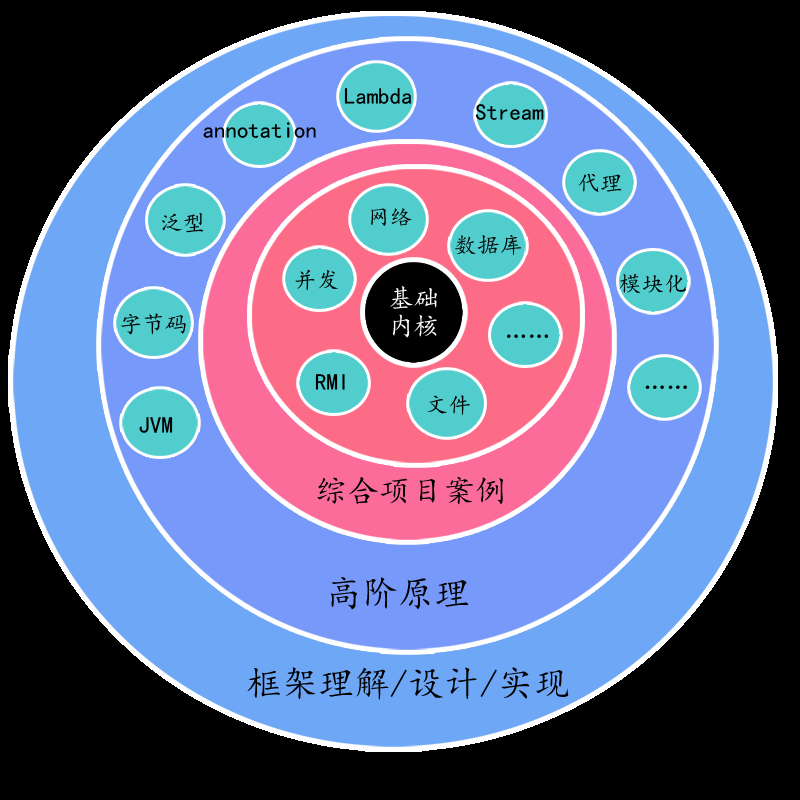 Lambda
Stream
annotation
代理
泛型
模块化
字节码
……
JVM
网络
数据库
并发
基础
内核
……
RMI
文件
综合项目案例
高阶原理
框架理解/设计/实现